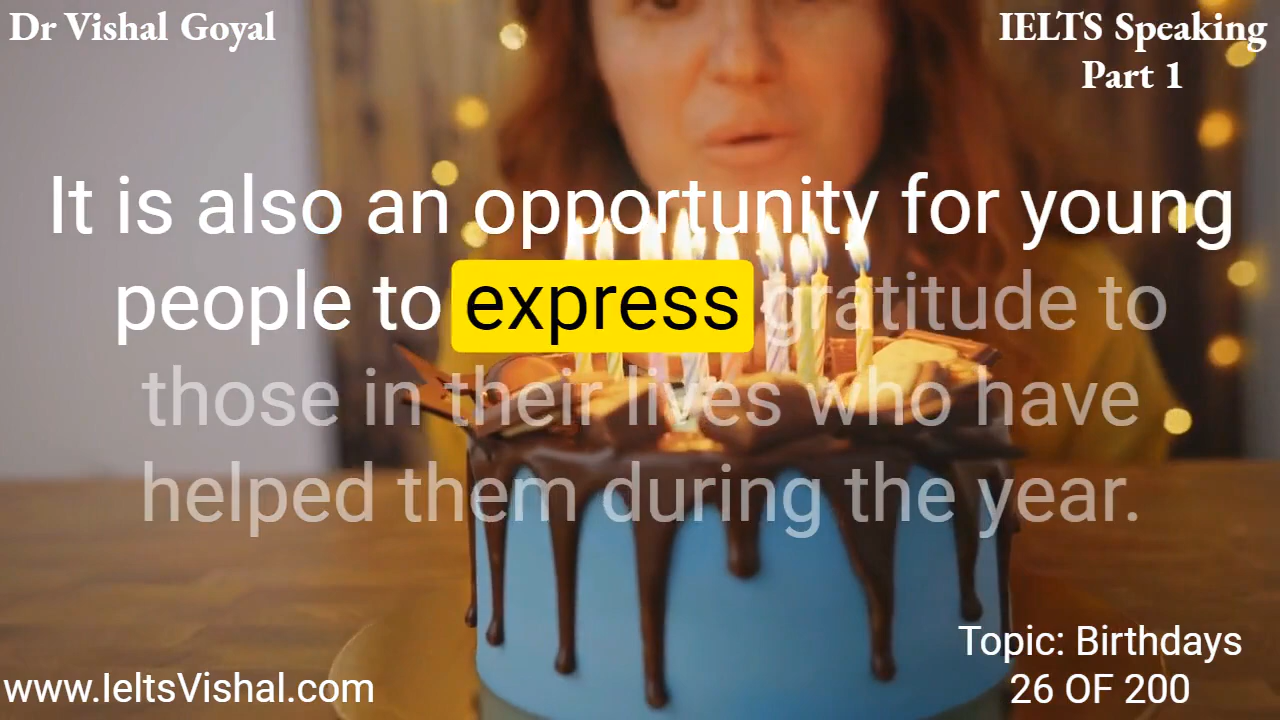 Dr Vishal Goyal
IELTS Speaking
Part 1
It is also an opportunity for young
people to express gratitude to
those in their lives who have
helped them during the year.
Topic: Birthdays
www.IeltsVishal.com
26 OF 200